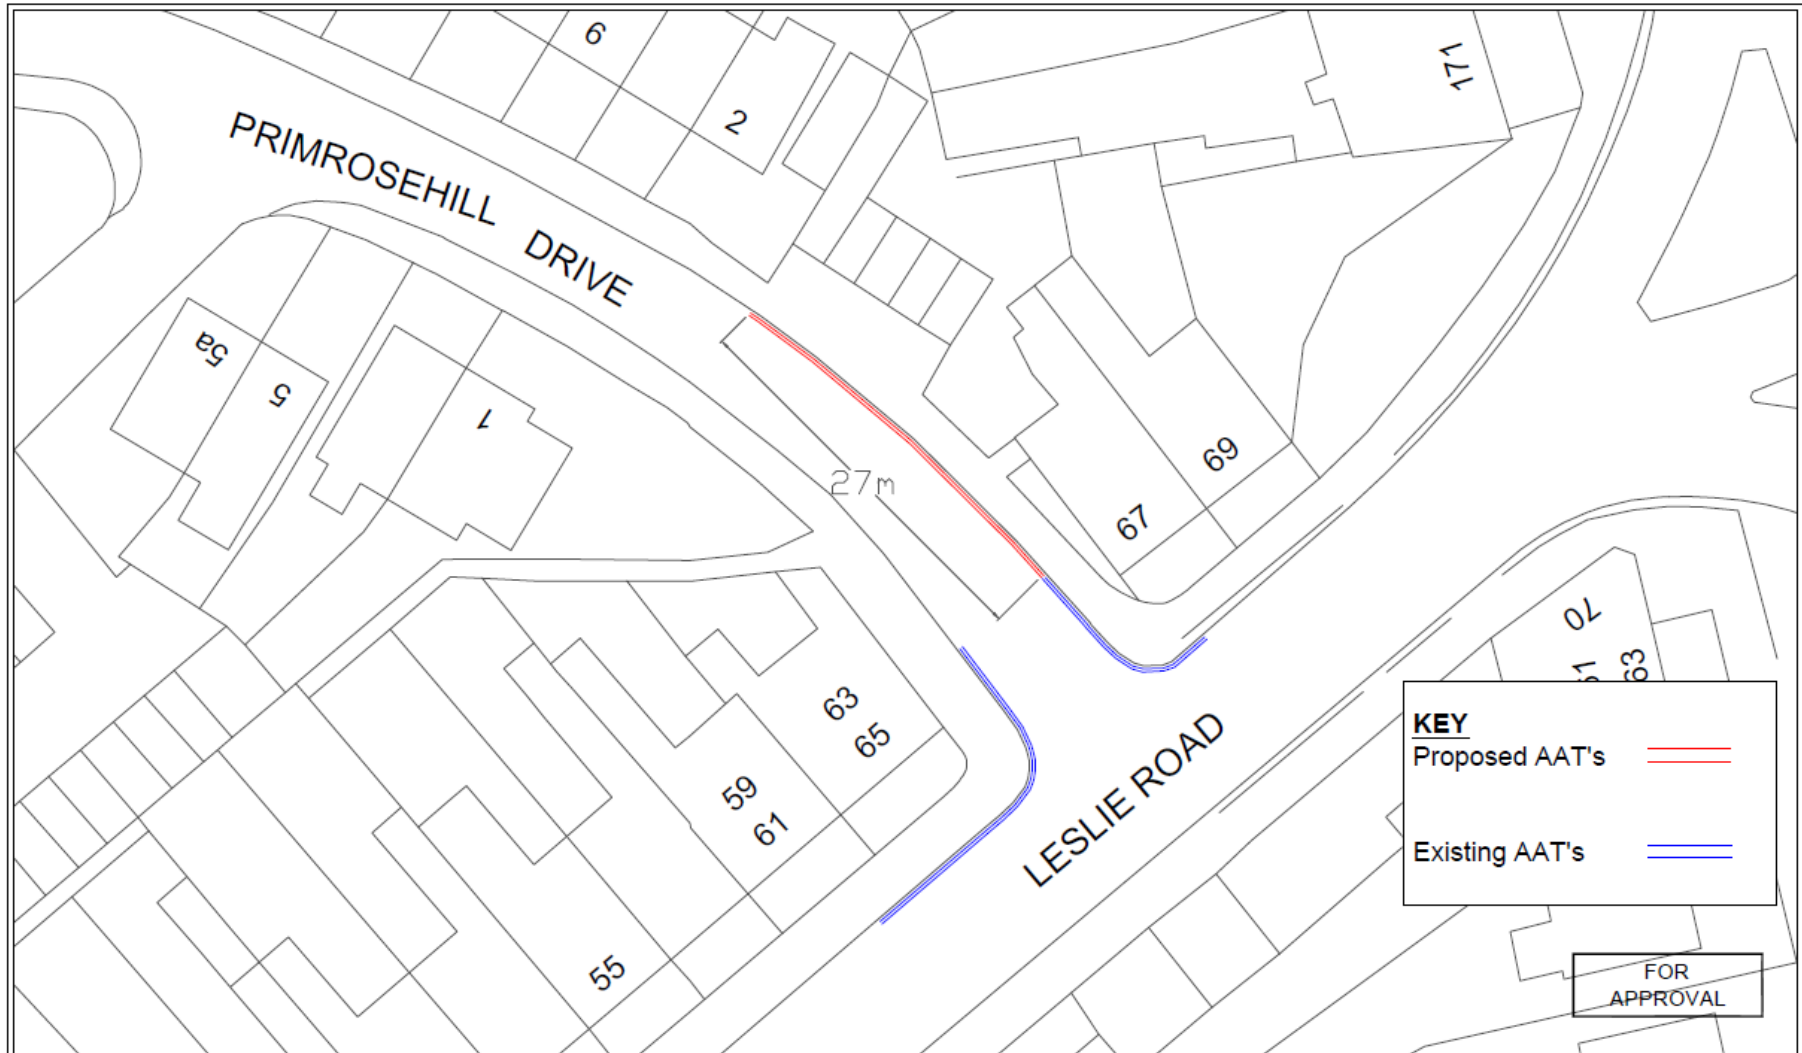 6
2
171
PRIMROSEHILL
DRIVE
5a
5
1
27m
69
67
70
63
63
65
59
61
55
LESLIE ROAD
KEY
Proposed AAT's
Existing AAT's
FOR
APPROVAL